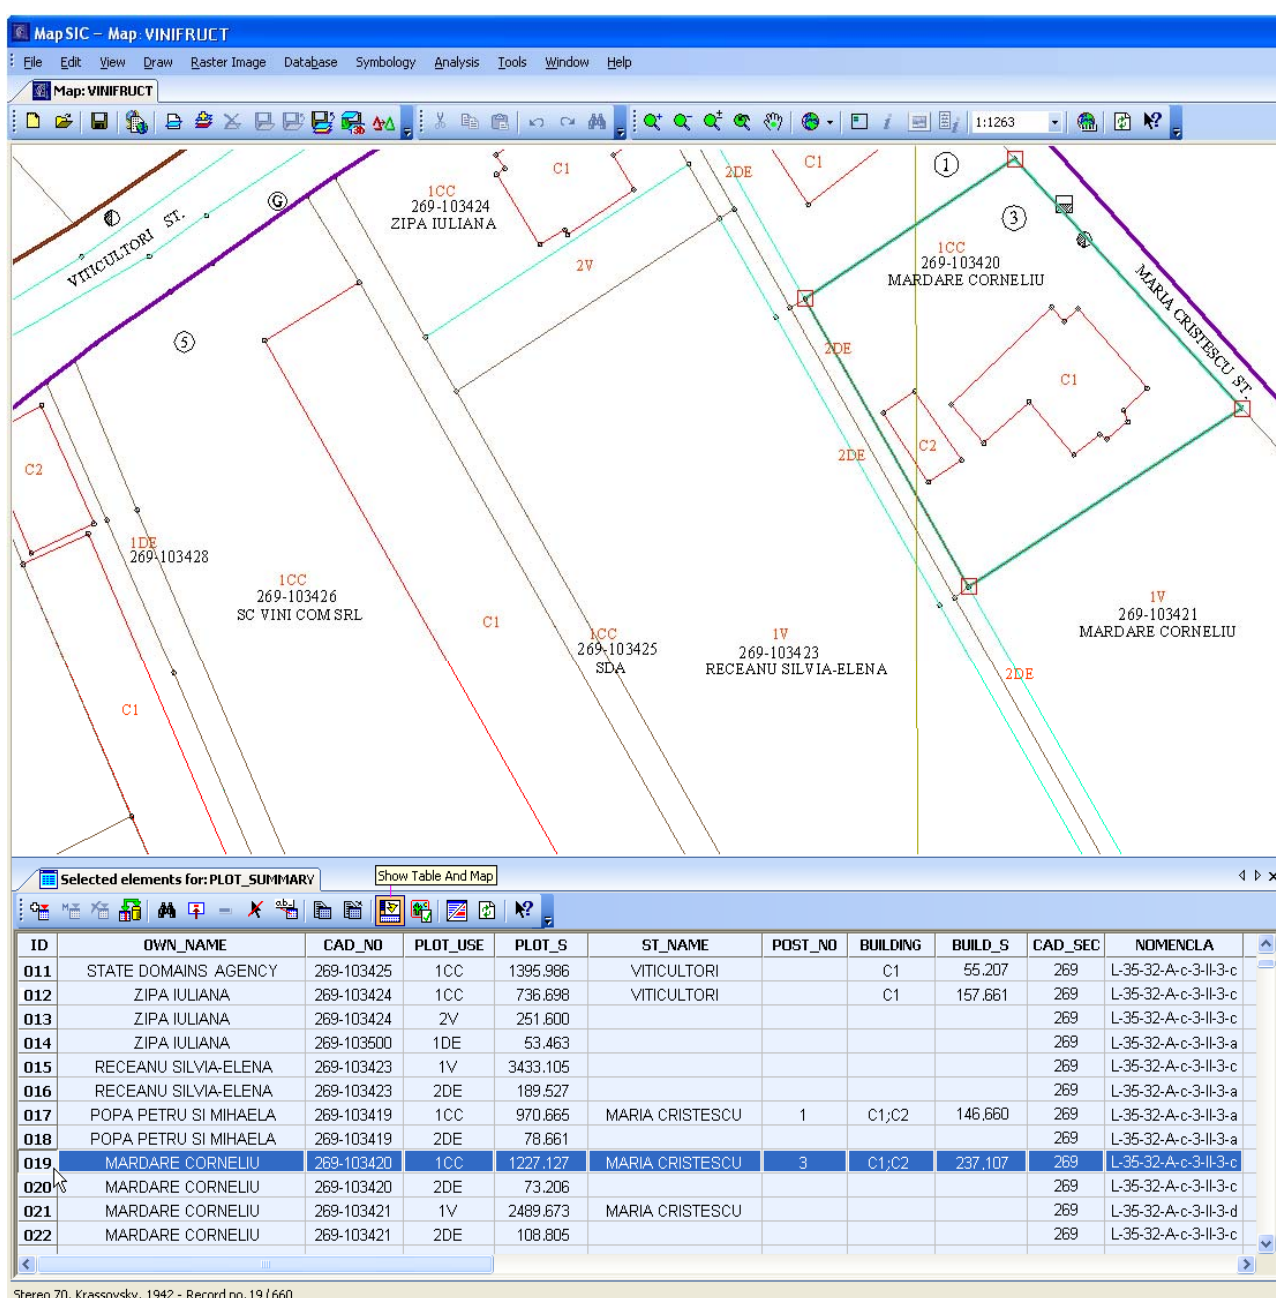 Map SIC – Map: VINIFRUCT
File Edit View Draw Raster Image Database Symbology Analysis Tools Window Help
Map: VINIFRUCT
1:1263
C1
2DE
C1
1
1CC
269-103424
ZIPA IULIANA
G
VITICULTORI ST.
3
2V
1CC
269-103420
MARDARE CORNELIU
MARIA CRISTESCU ST.
5
2DE
C1
C2
2DE
C2
1DE
269-103428
1CC
269-103426
SC VINI COM SRL
C1
1CC
269-103425
SDA
1V
269-103423
RECEANU SILVIA-ELENA
1V
269-103421
MARDARE CORNELIU
2DE
C1
Show Table And Map
Selected elements for: PLOT_SUMMARY
ID OWN_NAME CAD_NO PLOT_USE PLOT_S ST_NAME POST_NO BUILDING BUILD_S CAD_SEC NOMENCLA
011 STATE DOMAINS AGENCY 269-103425 1CC 1395.986 VITICULTORI C1 55.207 269 L-35-32-A-c-3-II-3-c
012 ZIPA IULIANA 269-103424 1CC 736.698 VITICULTORI C1 157.661 269 L-35-32-A-c-3-II-3-c
013 ZIPA IULIANA 269-103424 2V 251.600 269 L-35-32-A-c-3-II-3-c
014 ZIPA IULIANA 269-103500 1DE 53.463 269 L-35-32-A-c-3-II-3-a
015 RECEANU SILVIA-ELENA 269-103423 1V 3433.105 269 L-35-32-A-c-3-II-3-c
016 RECEANU SILVIA-ELENA 269-103423 2DE 189.527 269 L-35-32-A-c-3-II-3-a
017 POPA PETRU SI MIHAELA 269-103419 1CC 970.665 MARIA CRISTESCU 1 C1;C2 146,660 269 L-35-32-A-c-3-II-3-a
018 POPA PETRU SI MIHAELA 269-103419 2DE 78.661 269 L-35-32-A-c-3-II-3-a
019 MARDARE CORNELIU 269-103420 1CC 1227.127 MARIA CRISTESCU 3 C1;C2 237,107 269 L-35-32-A-c-3-II-3-c
020 MARDARE CORNELIU 269-103420 2DE 73.206 269 L-35-32-A-c-3-II-3-c
021 MARDARE CORNELIU 269-103421 1V 2489.673 MARIA CRISTESCU 269 L-35-32-A-c-3-II-3-d
022 MARDARE CORNELIU 269-103421 2DE 108.805 269 L-35-32-A-c-3-II-3-c
Stereo 70, Krassovsky, 1942 - Record no. 19 / 660